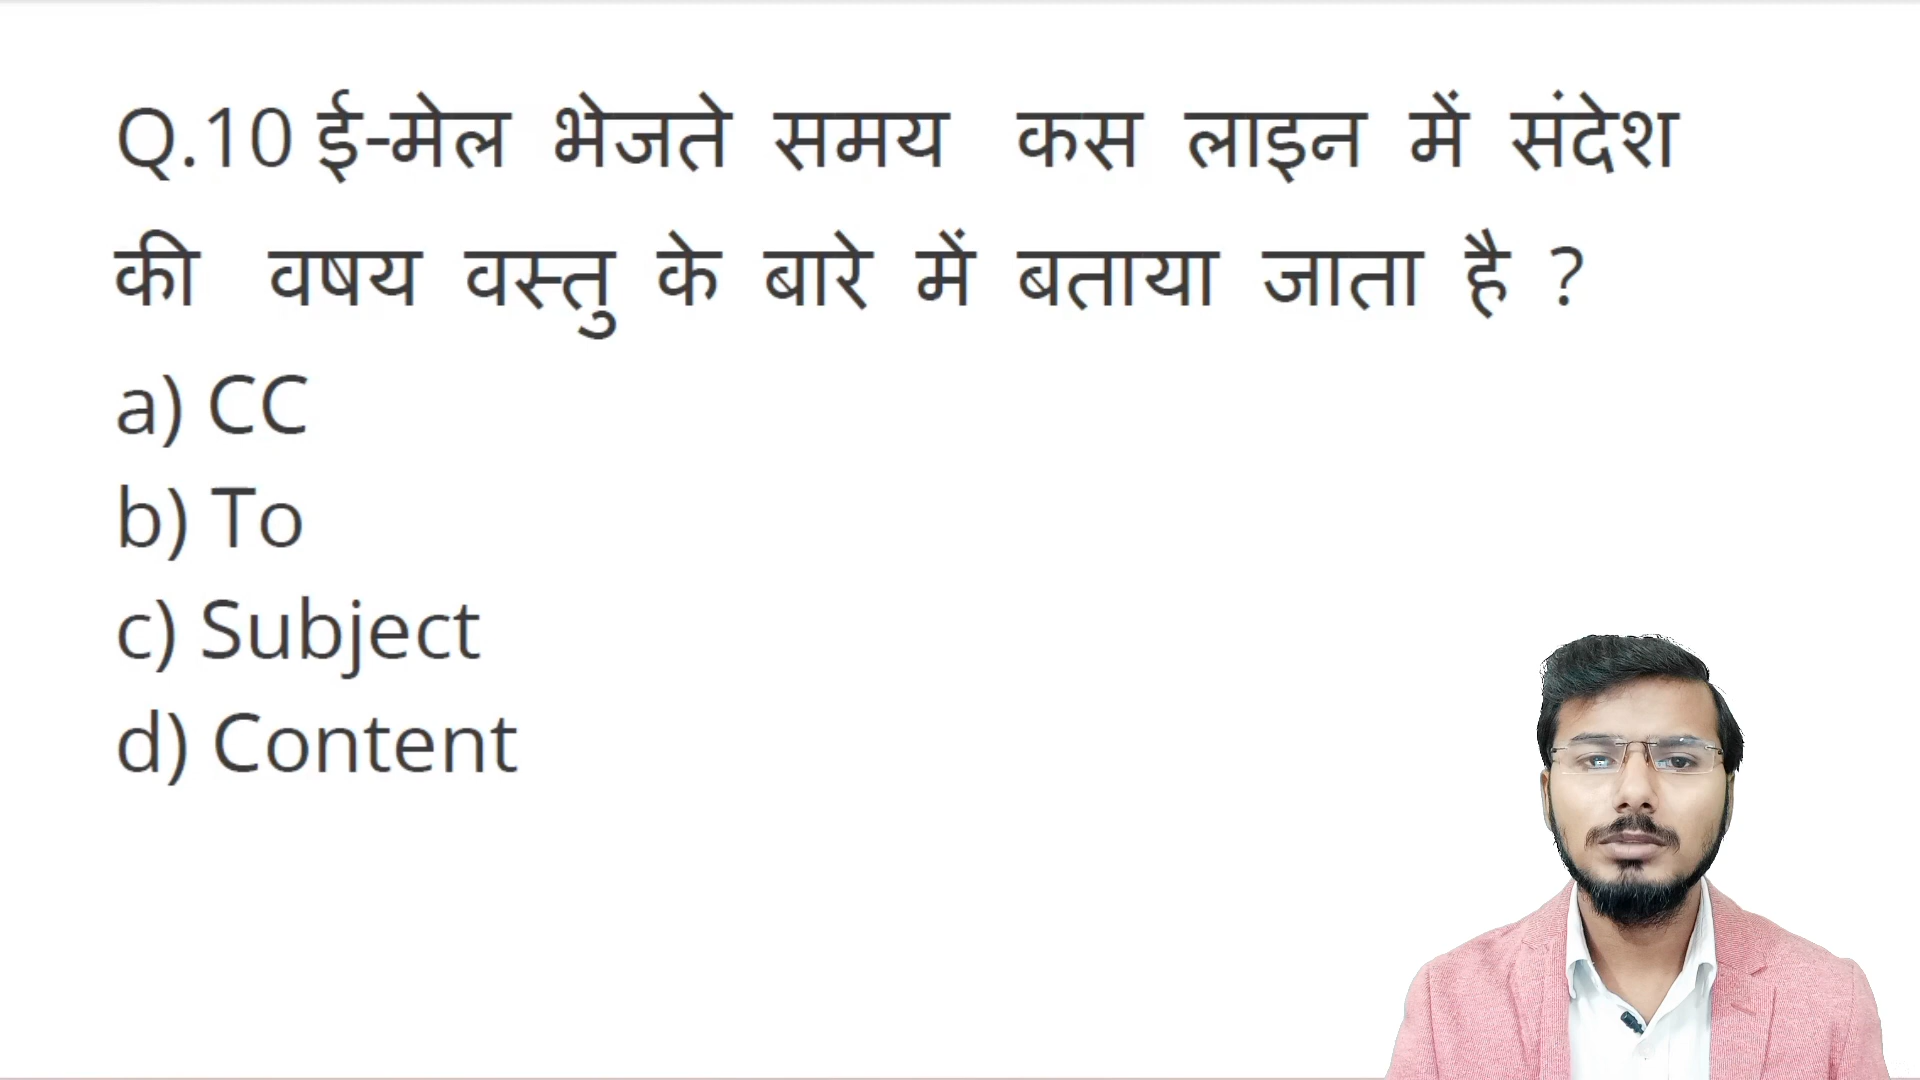 Q.10 ई-मेल भेजते समय कस लाइन में संदेश
की वषय वस्तु के बारे में बताया जाता है ?
a) CC
b) To
c) Subject
d) Content